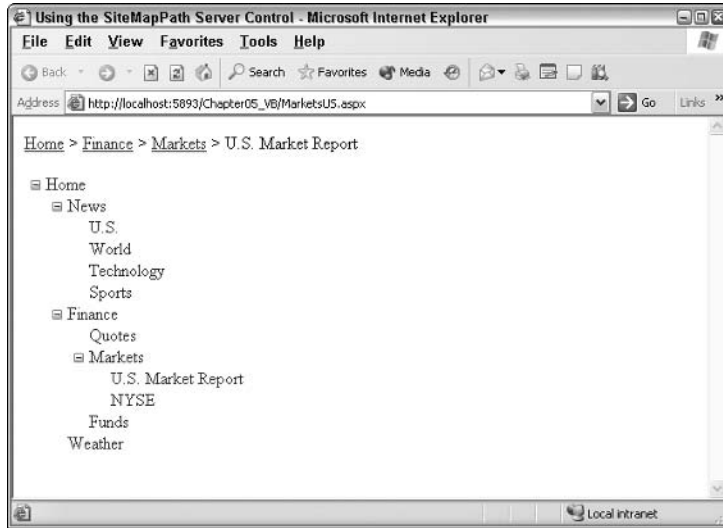 Using the SiteMapPath Server Control - Microsoft Internet Explorer
File Edit View Favorites Tools Help
Back Search Favorites Media
Address http://localhost:5893/Chapter05_VB/MarketsUS.aspx Go Links »
Home > Finance > Markets > U.S. Market Report
Home
News
U.S.
World
Technology
Sports
Finance
Quotes
Markets
U.S. Market Report
NYSE
Funds
Weather
Local intranet